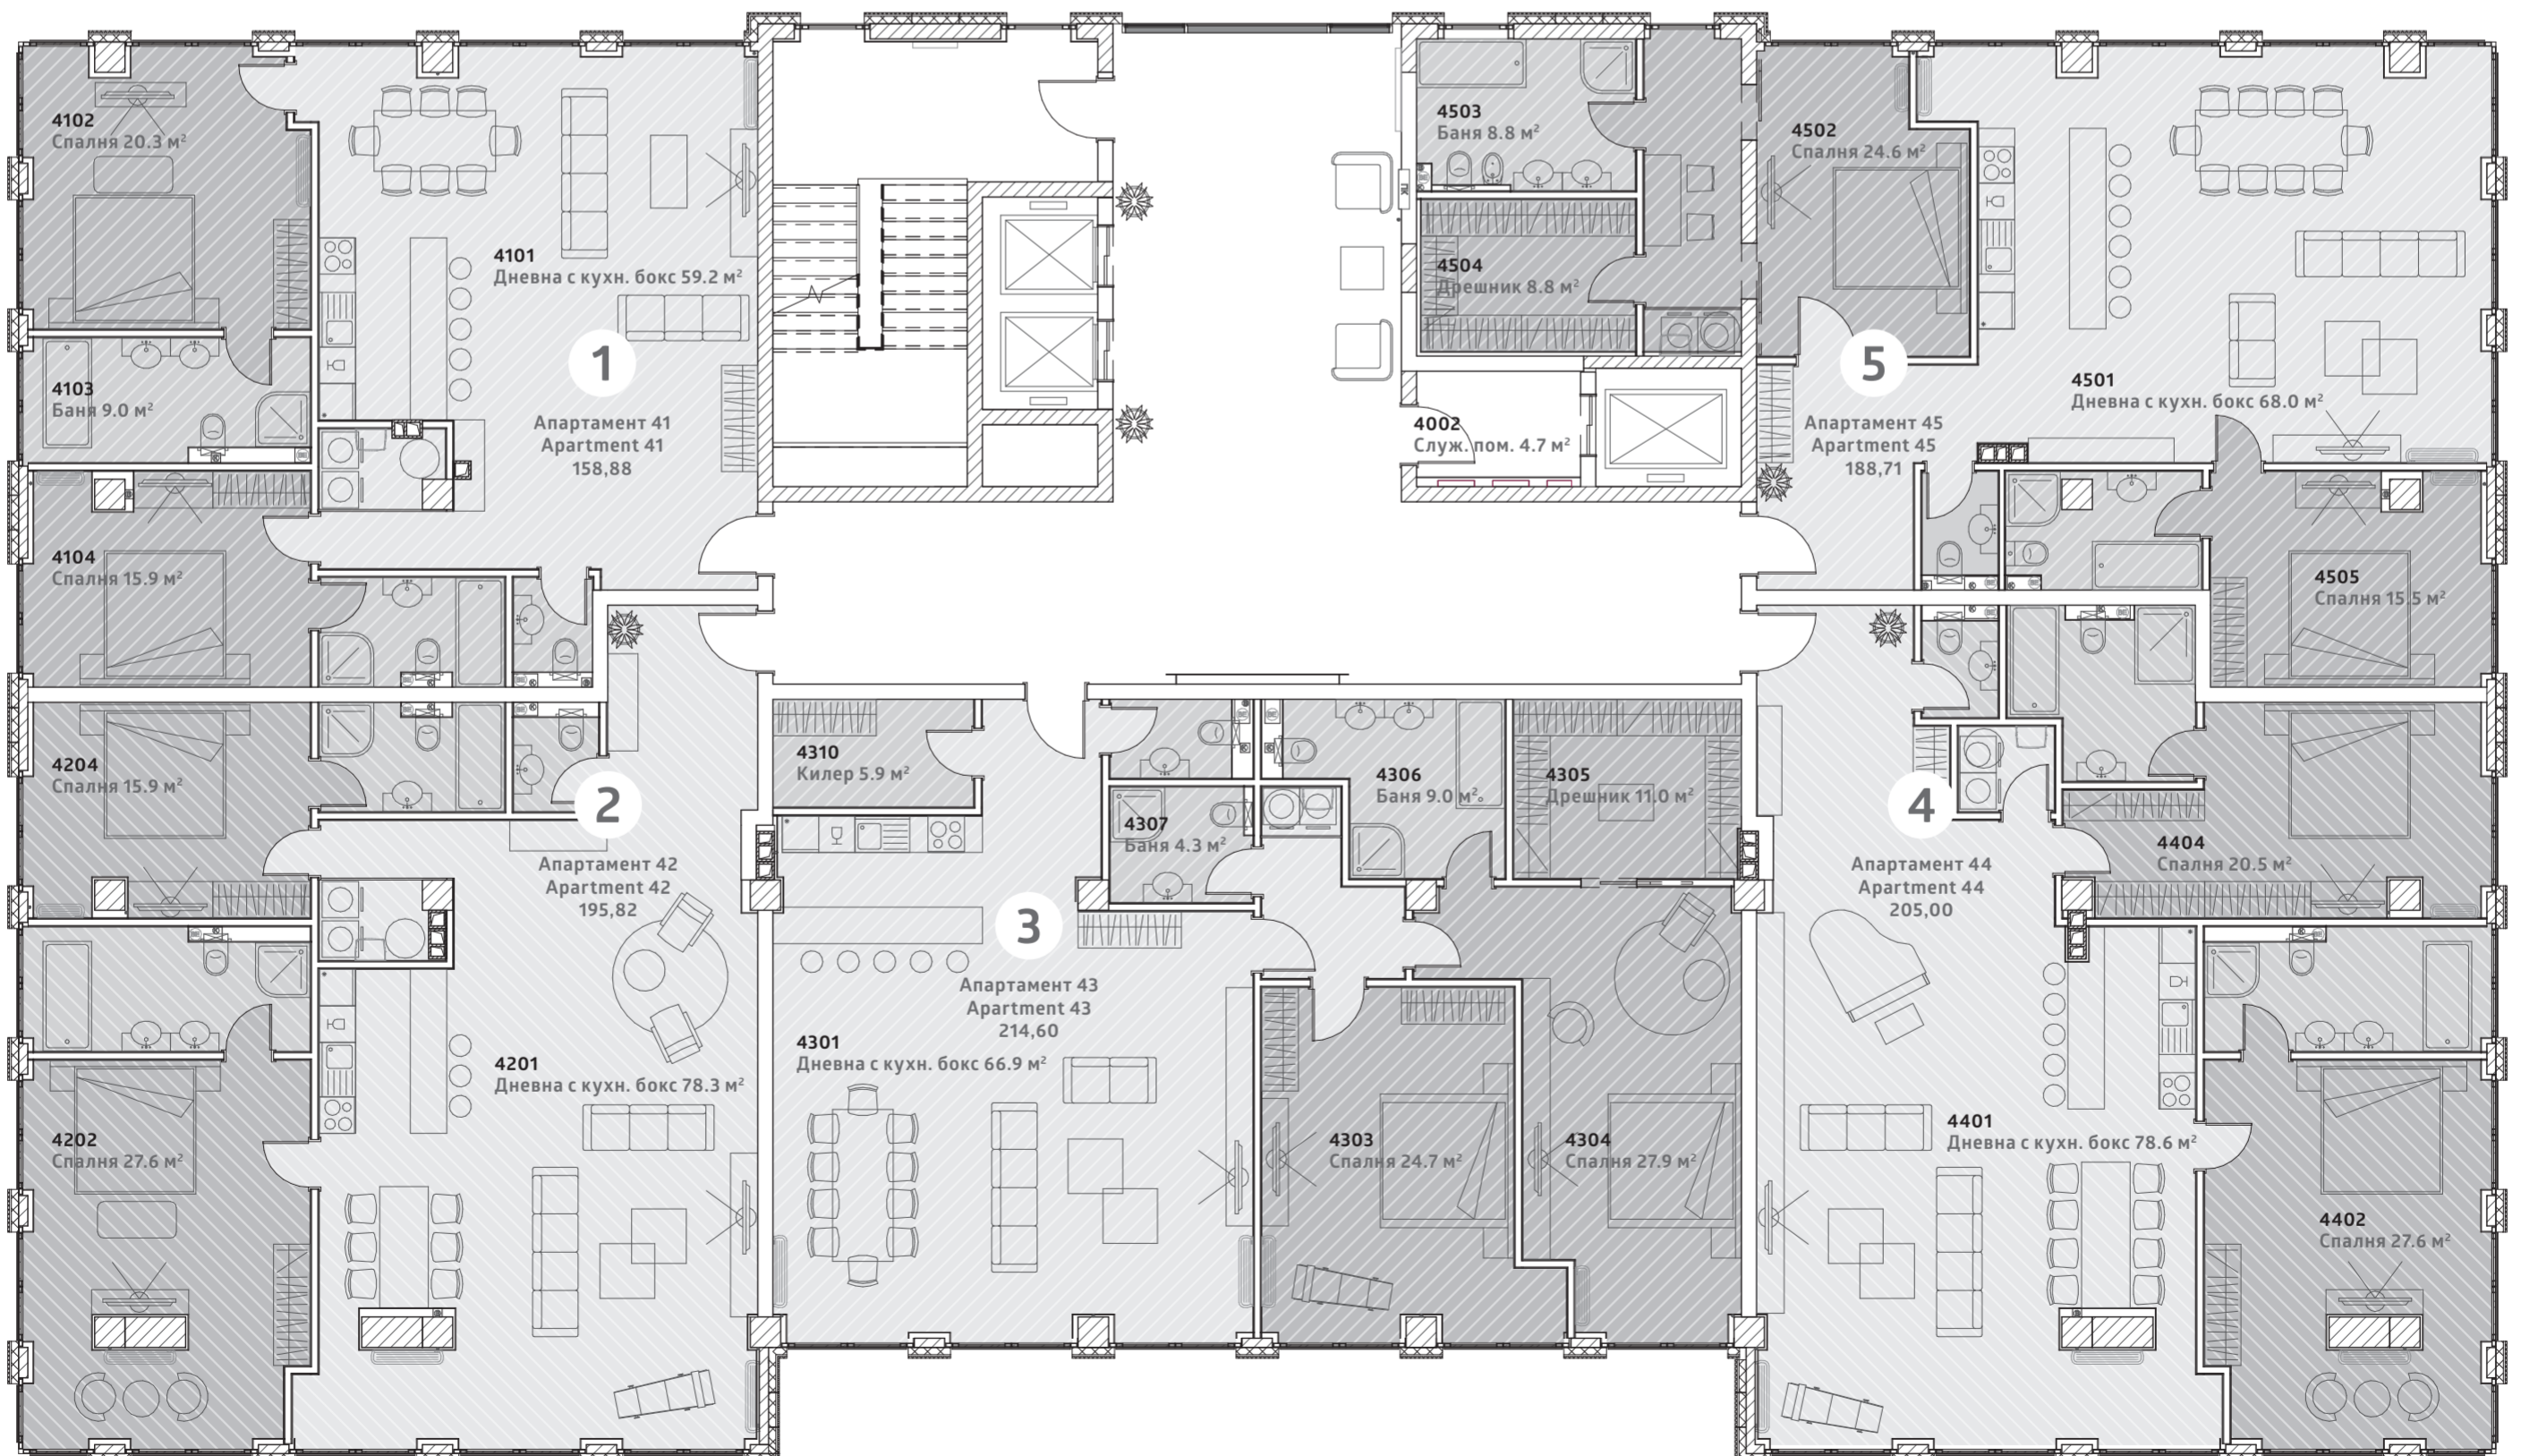 4102
Спалня 20.3 м²
4101
Дневна с кухн. бокс 59.2 м²
1
Апартамент 41
Apartment 41
158,88
4103
Баня 9.0 м²
4104
Спалня 15.9 м²
4503
Баня 8.8 м²
4504
Дрешник 8.8 м²
ПК
4002
Служ. пом. 4.7 м²
4502
Спалня 24.6 м²
5
Апартамент 45
Apartment 45
188,71
4501
Дневна с кухн. бокс 68.0 м²
4505
Спалня 15.5 м²
4204
Спалня 15.9 м²
2
Апартамент 42
Apartment 42
195,82
4201
Дневна с кухн. бокс 78.3 м²
4202
Спалня 27.6 м²
4310
Килер 5.9 м²
4307
Баня 4.3 м²
4306
Баня 9.0 м²
4305
Дрешник 11.0 м²
3
Апартамент 43
Apartment 43
214,60
4301
Дневна с кухн. бокс 66.9 м²
4303
Спалня 24.7 м²
4304
Спалня 27.9 м²
4
Апартамент 44
Apartment 44
205,00
4404
Спалня 20.5 м²
4401
Дневна с кухн. бокс 78.6 м²
4402
Спалня 27.6 м²